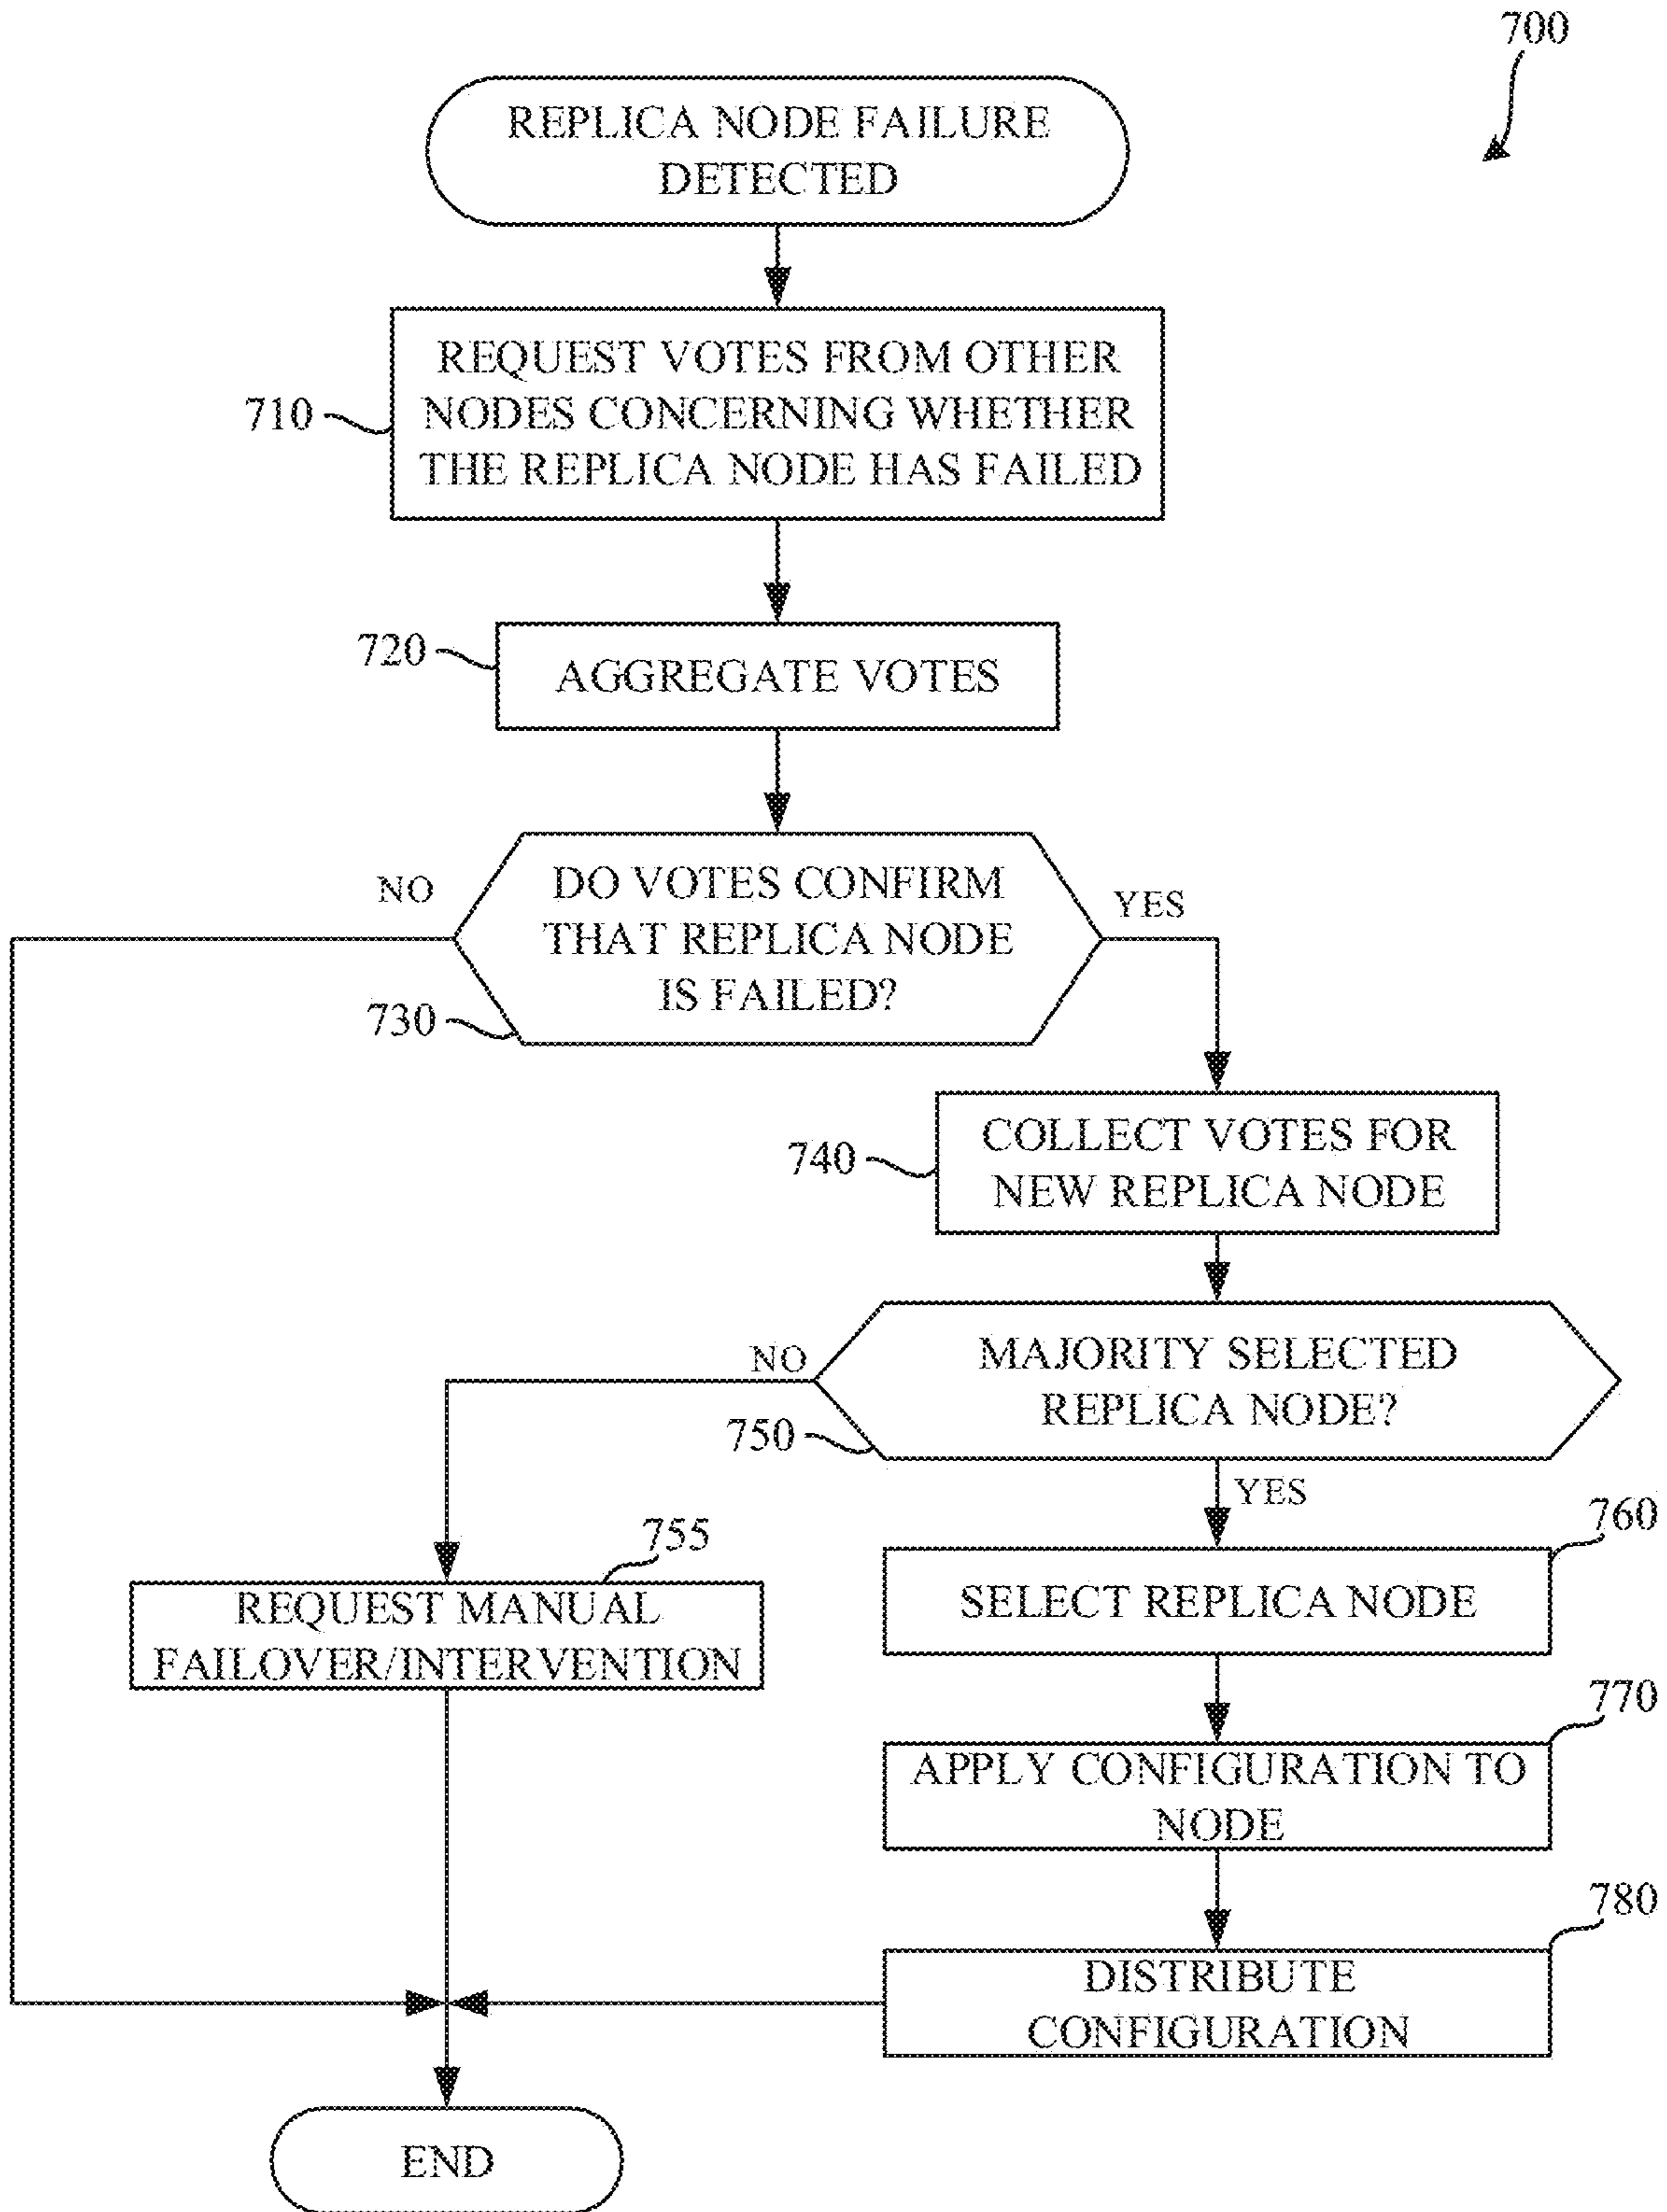 700
REPLICA NODE FAILURE
DETECTED
REQUEST VOTES FROM OTHER
NODES CONCERNING WHETHER
THE REPLICA NODE HAS FAILED
710
720
AGGREGATE VOTES
NO
DO VOTES CONFIRM
THAT REPLICA NODE
IS FAILED?
YES
730
740
COLLECT VOTES FOR
NEW REPLICA NODE
NO
MAJORITY SELECTED
REPLICA NODE?
750
YES
755
REQUEST MANUAL
FAILOVER/INTERVENTION
760
SELECT REPLICA NODE
770
APPLY CONFIGURATION TO
NODE
780
DISTRIBUTE
CONFIGURATION
END